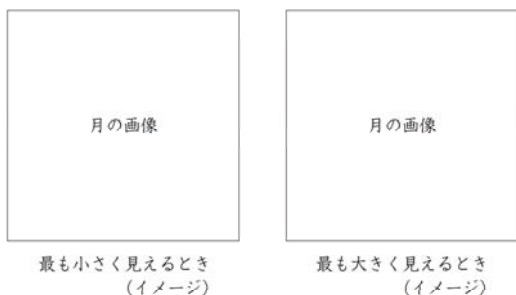 月の画像
月の画像
最も小さく見えるとき
(イメージ)
最も大きく見えるとき
(イメージ)